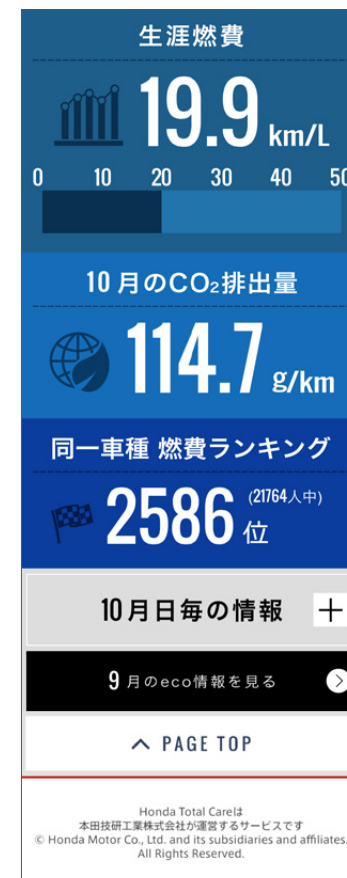 生涯燃費
19.9 km/L
0 10 20 30 40 50
10月のCO₂排出量
114.7 g/km
同一車種 燃費ランキング
2586位 (21764人中)
10月日毎の情報 +
9月のeco情報を見る
PAGE TOP
Honda Total Careは
本田技研工業株式会社が運営するサービスです
© Honda Motor Co., Ltd. and its subsidiaries and affiliates.
All Rights Reserved.